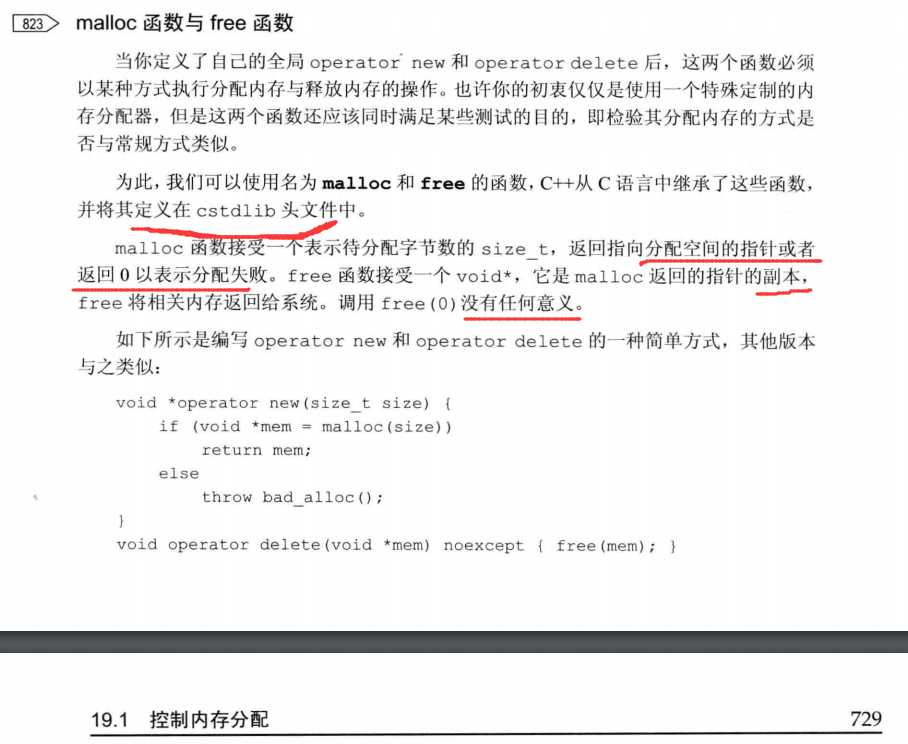 823 malloc 函数与 free 函数
当你定义了自己的全局 operator new 和 operator delete 后，这两个函数必须
以某种方式执行分配内存与释放内存的操作。也许你的初衷仅仅是使用一个特殊定制的内
存分配器，但是这两个函数还应该同时满足某些测试的目的，即检验其分配内存的方式是
否与常规方式类似。
为此，我们可以使用名为 malloc 和 free 的函数，C++从 C 语言中继承了这些函数，
并将其定义在 cstdlib 头文件中。
malloc 函数接受一个表示待分配字节数的 size_t，返回指向分配空间的指针或者
返回 0 以表示分配失败。free 函数接受一个 void*，它是 malloc 返回的指针的副本，
free 将相关内存返回给系统。调用 free(0)没有任何意义。
如下所示是编写 operator new 和 operator delete 的一种简单方式，其他版本
与之类似：
void *operator new(size_t size) {
if (void *mem = malloc(size))
return mem;
else
throw bad_alloc();
}
void operator delete(void *mem) noexcept { free(mem); }
19.1 控制内存分配 729